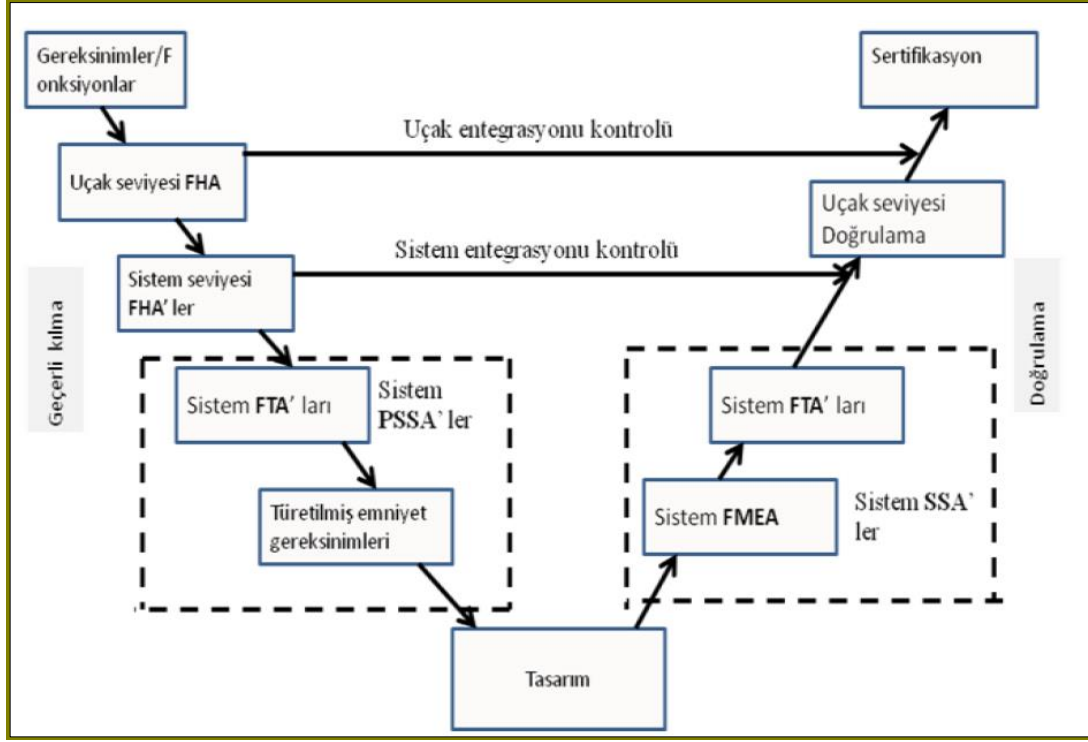 Gereksinimler/F
onksiyonlar
Sertifikasyon
Uçak entegrasyonu kontrolü
Uçak seviyesi FHA
Uçak seviyesi
Doğrulama
Sistem entegrasyonu kontrolü
Sistem seviyesi
FHA' ler
Geçerli kılma
Doğrulama
Sistem FTA' ları
Sistem
PSSA' ler
Sistem FTA' ları
Türetilmiş emniyet
gereksinimleri
Sistem FMEA
Sistem SSA'
ler
Tasarım